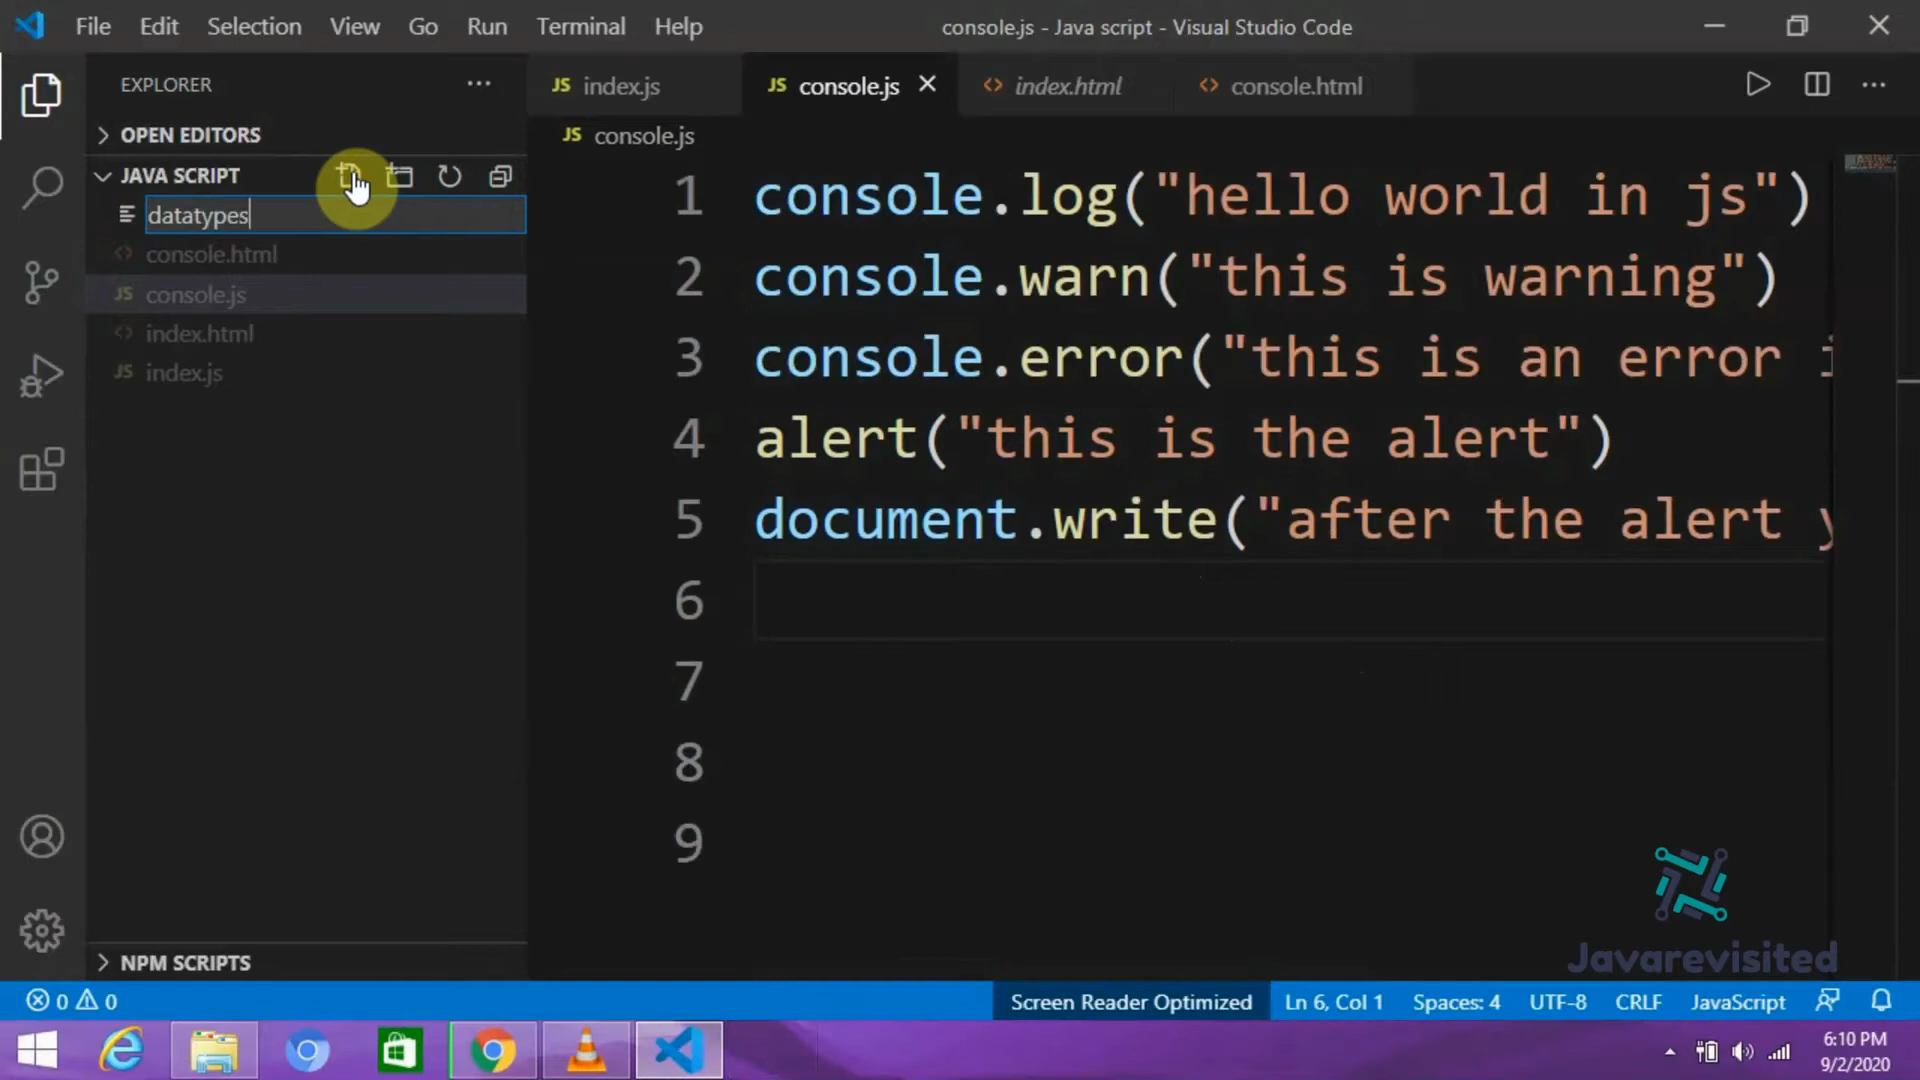 File Edit Selection View Go Run Terminal Help
console.js - Java script - Visual Studio Code
EXPLORER
OPEN EDITORS
JAVA SCRIPT
datatypes
console.html
JS console.js
index.html
JS index.js
NPM SCRIPTS
JS index.js
JS console.js
index.html
console.html
JS console.js
1 console.log("hello world in js")
2 console.warn("this is warning")
3 console.error("this is an error i
4 alert("this is the alert")
5 document.write("after the alert y
6
7
8
9
Javarevisited
0 0
Screen Reader Optimized Ln 6, Col 1 Spaces: 4 UTF-8 CRLF JavaScript
6:10 PM
9/2/2020